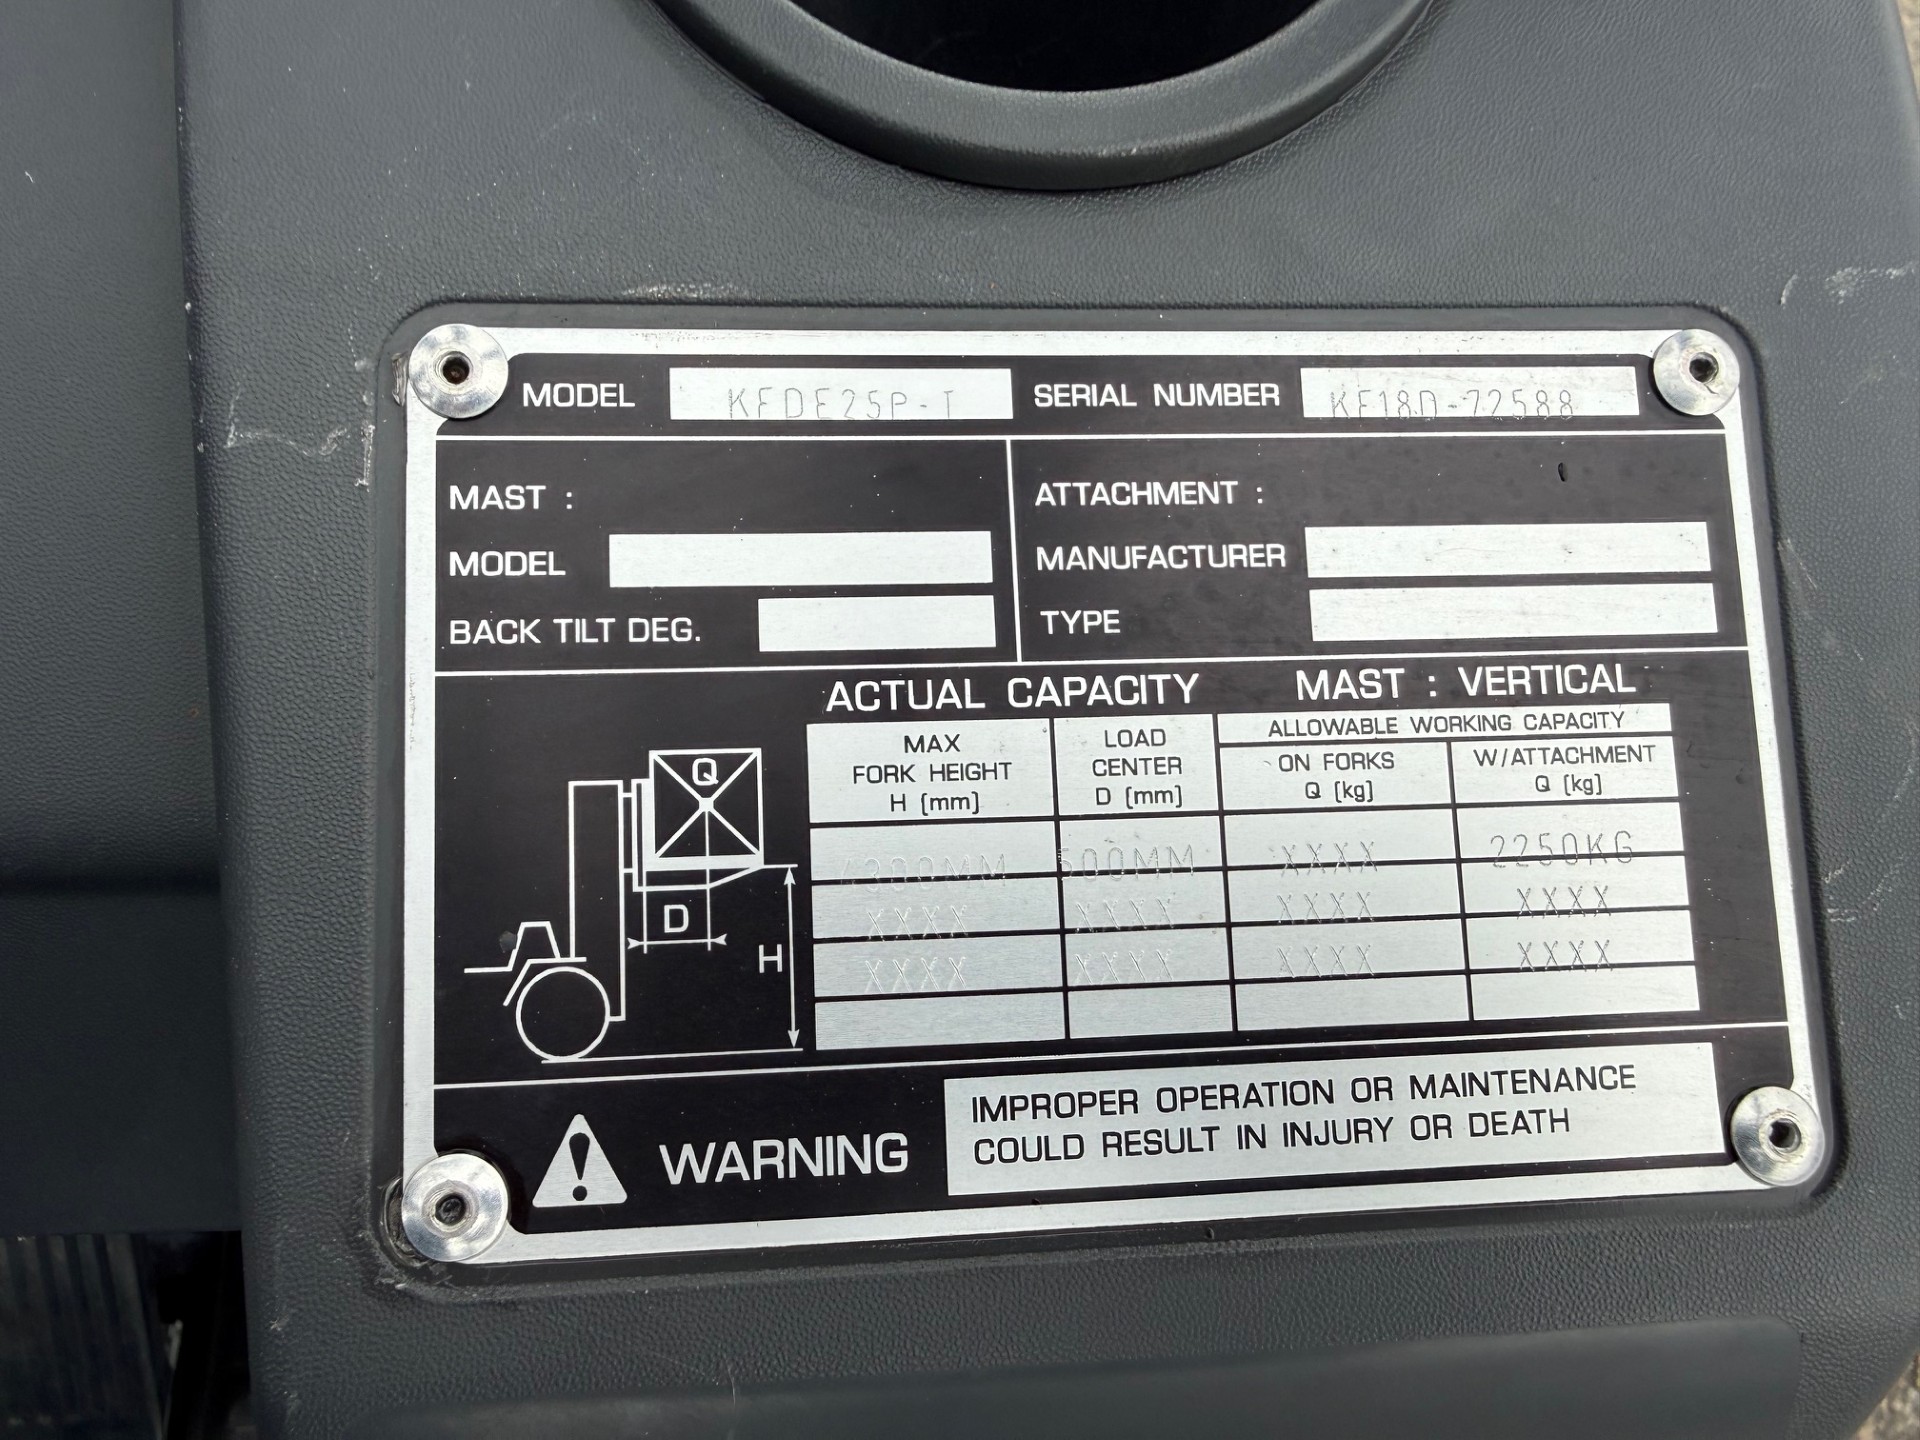 MODEL KFDE25P-T SERIAL NUMBER KF18D-72588
MAST :
MODEL
BACK TILT DEG.
ATTACHMENT :
MANUFACTURER
TYPE
ACTUAL CAPACITY MAST : VERTICAL
MAX
FORK HEIGHT
H [mm]
LOAD
CENTER
D [mm]
ALLOWABLE WORKING CAPACITY
ON FORKS
Q [kg]
W/ATTACHMENT
Q [kg]
4300MM 500MM XXXX 2250KG
XXXX XXXX XXXX XXXX
XXXX XXXX XXXX XXXX
Q
D
H
WARNING
IMPROPER OPERATION OR MAINTENANCE
COULD RESULT IN INJURY OR DEATH